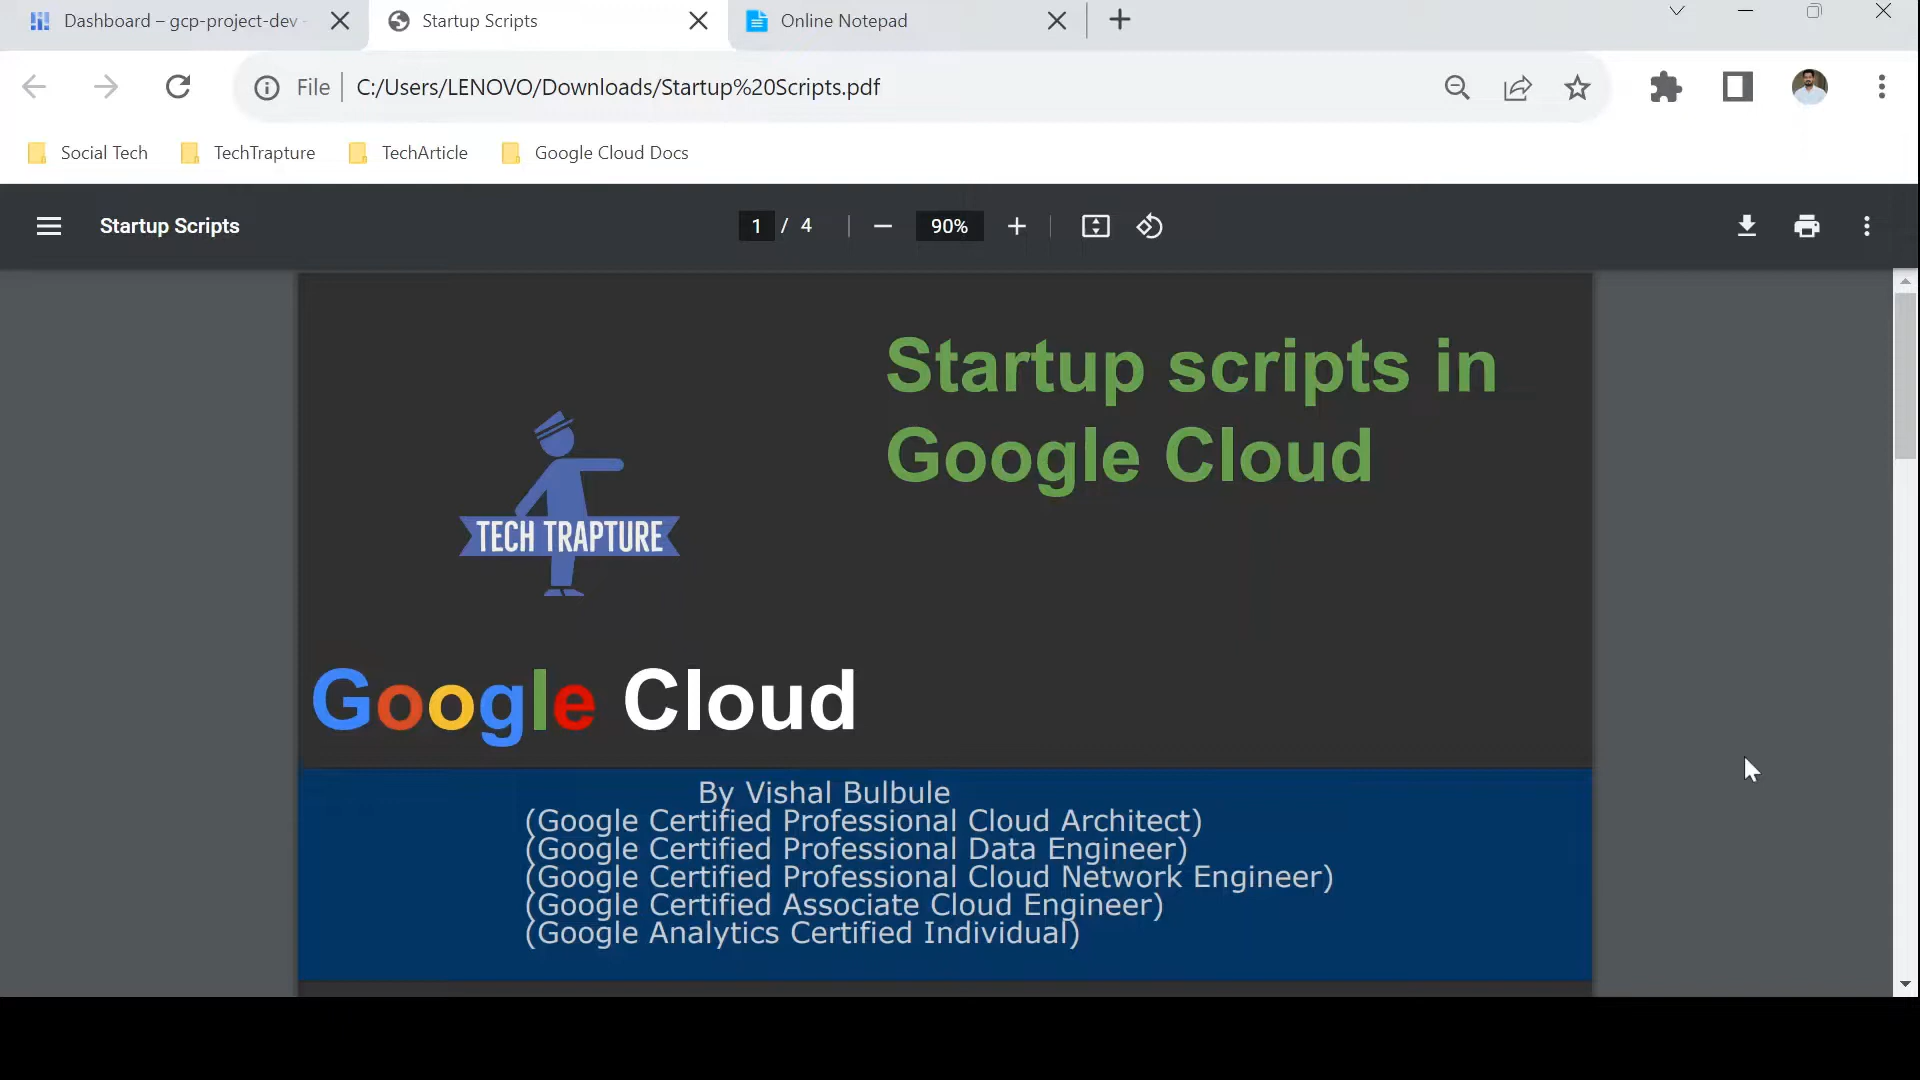 Dashboard – gcp-project-dev
Startup Scripts
Online Notepad
File
C:/Users/LENOVO/Downloads/Startup%20Scripts.pdf
Social Tech
TechTrapture
TechArticle
Google Cloud Docs
Startup Scripts
1 / 4
90%
Startup scripts in
Google Cloud
TECH TRAPTURE
Google Cloud
By Vishal Bulbule
(Google Certified Professional Cloud Architect)
(Google Certified Professional Data Engineer)
(Google Certified Professional Cloud Network Engineer)
(Google Certified Associate Cloud Engineer)
(Google Analytics Certified Individual)